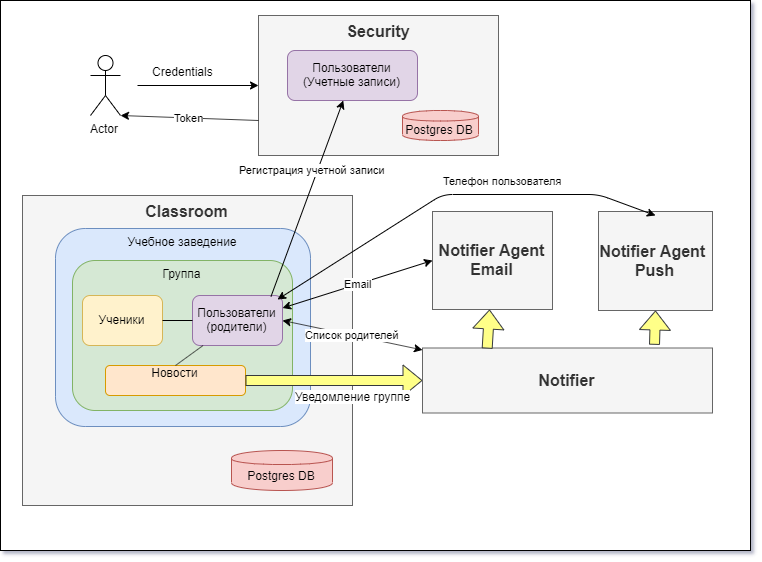 Security
Пользователи
(Учетные записи)
Credentials
Token
Actor
Postgres DB
Регистрация учетной записи
Телефон пользователя
Classroom
Учебное заведение
Группа
Ученики
Пользователи
(родители)
Новости
Postgres DB
Email
Список родителей
Уведомление группе
Notifier Agent
Email
Notifier Agent
Push
Notifier